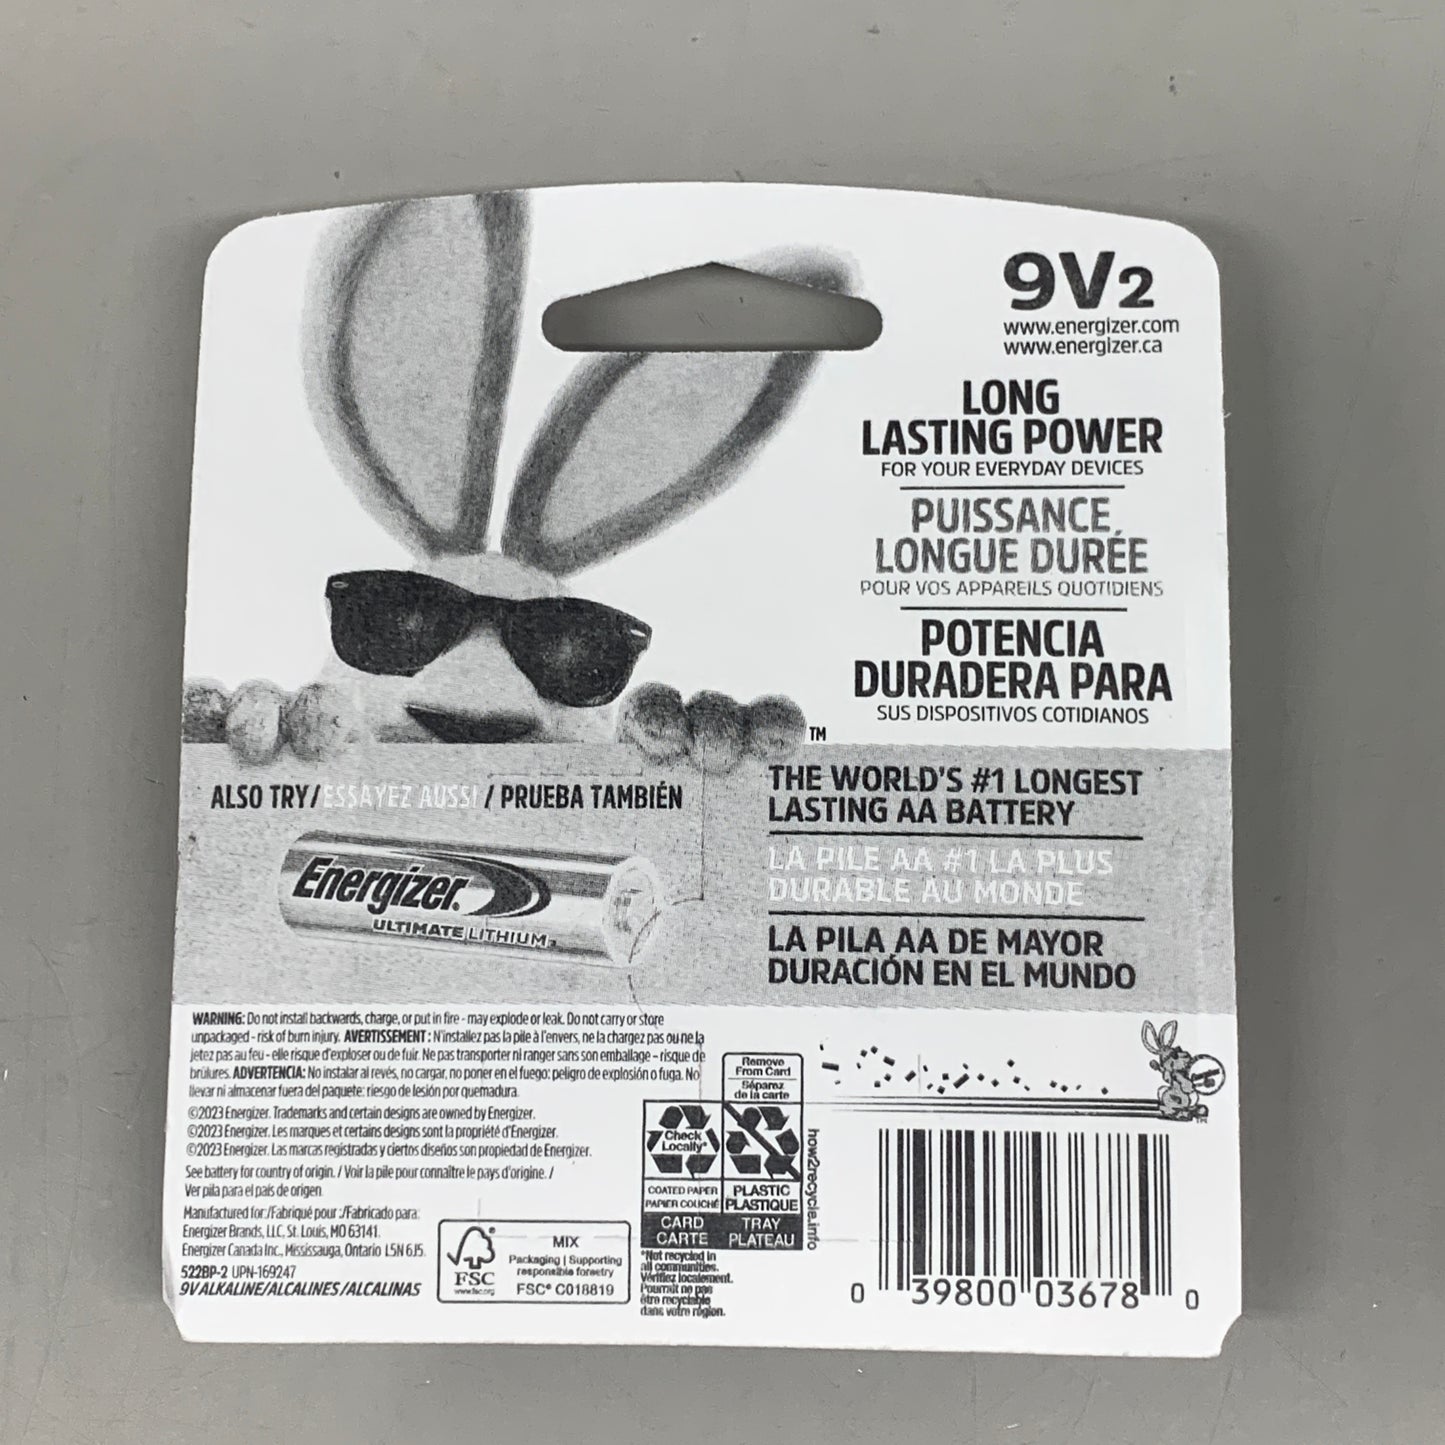 9V2
www.energizer.com
www.energizer.ca
LONG
LASTING POWER
FOR YOUR EVERYDAY DEVICES
PUISSANCE
LONGUE DURÉE
POUR VOS APPAREILS QUOTIDIENS
POTENCIA
DURADERA PARA
SUS DISPOSITIVOS COTIDIANOS
TM
ALSO TRY/ESSAYEZ AUSSI / PRUEBA TAMBIÉN
Energizer.
ULTIMATE LITHIUM
THE WORLD'S #1 LONGEST
LASTING AA BATTERY
LA PILE AA #1 LA PLUS
DURABLE AU MONDE
LA PILA AA DE MAYOR
DURACIÓN EN EL MUNDO
WARNING: Do not install backwards, charge, or put in fire - may explode or leak. Do not carry or store
unpackaged - risk of burn injury. AVERTISSEMENT : N'installez pas la pile à l'envers, ne la chargez pas ou ne la
jetez pas au feu - elle risque d'exploser ou de fuir. Ne pas transporter ni ranger sans son emballage - risque de
brûlures. ADVERTENCIA: No instalar al revés, no cargar, no poner en el fuego: peligro de explosión o fuga. No
llevar ni almacenar fuera del paquete: riesgo de lesión por quemadura.
©2023 Energizer. Trademarks and certain designs are owned by Energizer.
©2023 Energizer. Les marques et certains designs sont la propriété d'Energizer.
©2023 Energizer. Las marcas registradas y ciertos diseños son propiedad de Energizer.
See battery for country of origin. / Voir la pile pour connaître le pays d'origine. /
Ver pila para el país de origen.
Manufactured for:/Fabriqué pour :/Fabricado para:
Energizer Brands, LLC, St. Louis, MO 63141.
Energizer Canada Inc., Mississauga, Ontario L5N 6J5.
522BP-2 UPN-169247
9V ALKALINE/ALCALINES/ALCALINAS
FSC
www.fsc.org
MIX
Packaging | Supporting
responsible forestry
FSC® C018819
Remove
From Card
Séparez
de la carte
Check
Locally*
COATED PAPER
PAPIER COUCHÉ
CARD
CARTE
PLASTIC
PLASTIQUE
TRAY
PLATEAU
*Not recycled in
all communities.
Vérifiez localement.
Pourrait ne pas
être recyclable
dans votre région.
how2recycle.info
TM
0 39800 03678 0